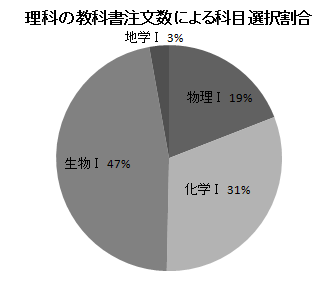 理科の教科書注文数による科目選択割合
地学Ⅰ 3%
物理Ⅰ 19%
生物Ⅰ 47%
化学Ⅰ 31%